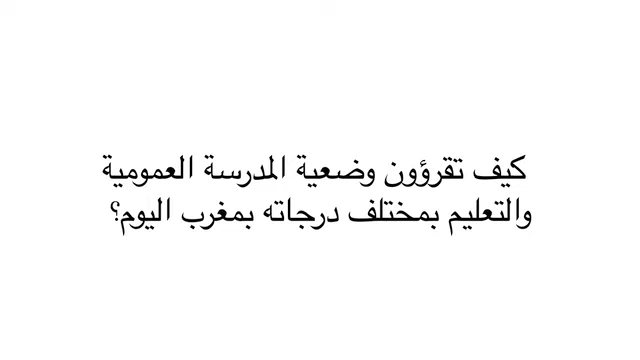 كيف تقرؤون وضعية المدرسة العمومية
والتعليم بمختلف درجاته بمغرب اليوم؟